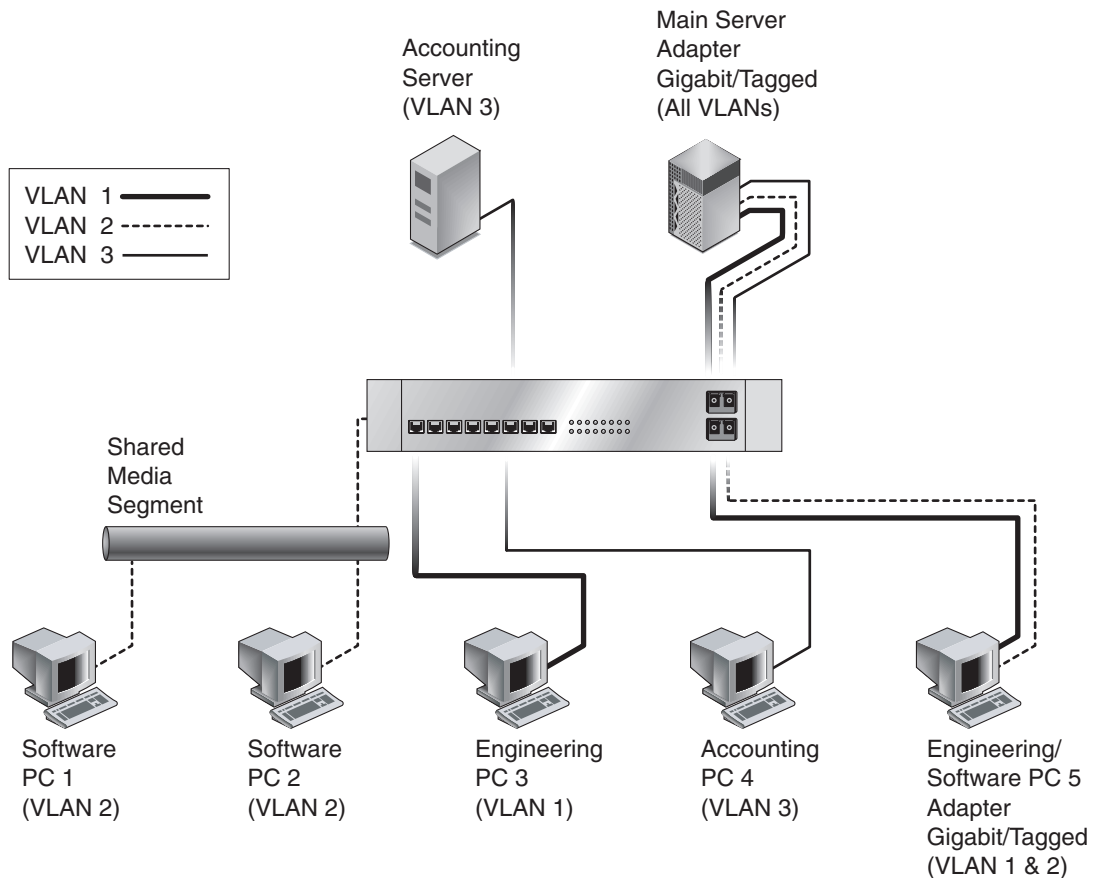 Accounting
Server
(VLAN 3)
Main Server
Adapter
Gigabit/Tagged
(All VLANs)
VLAN 1
VLAN 2
VLAN 3
Shared
Media
Segment
Software
PC 1
(VLAN 2)
Software
PC 2
(VLAN 2)
Engineering
PC 3
(VLAN 1)
Accounting
PC 4
(VLAN 3)
Engineering/
Software PC 5
Adapter
Gigabit/Tagged
(VLAN 1 & 2)